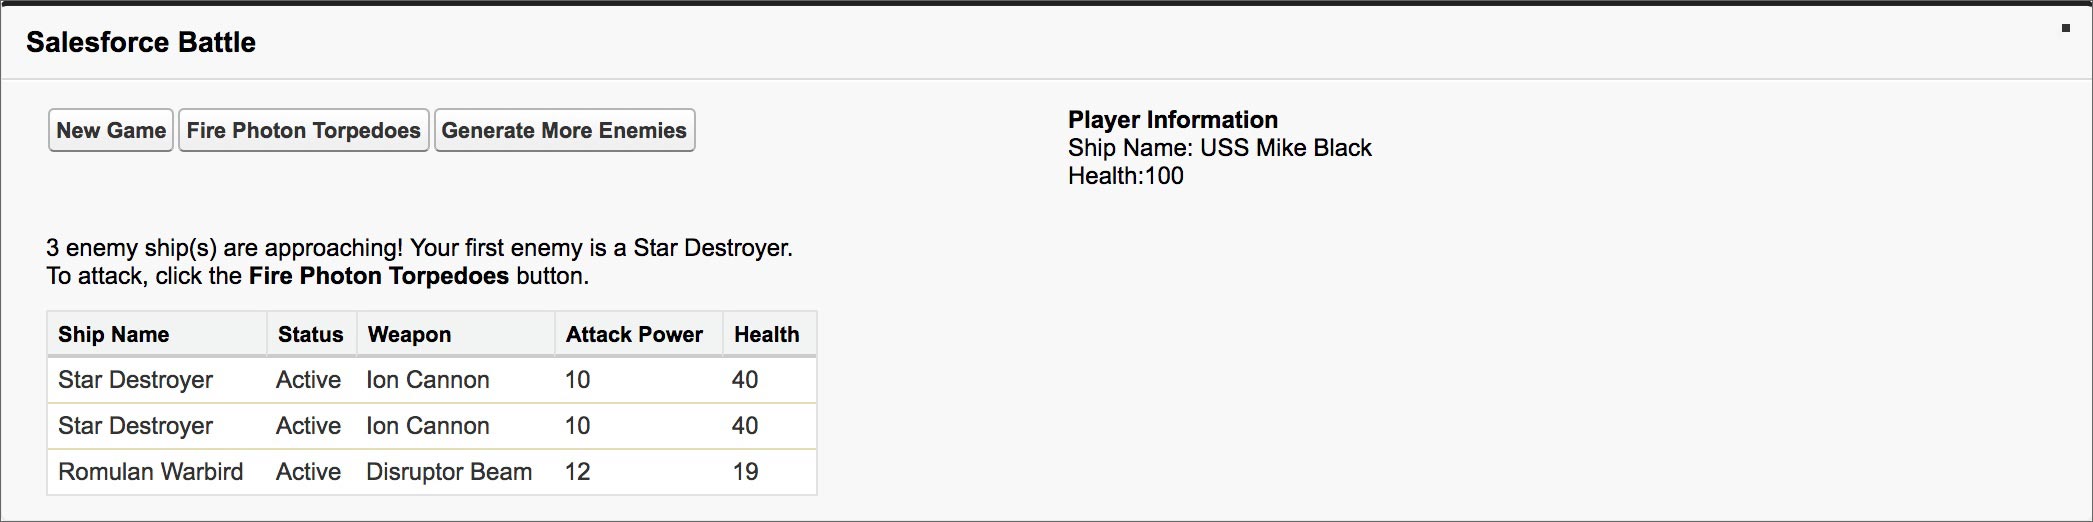 Salesforce Battle
New Game Fire Photon Torpedoes Generate More Enemies
Player Information
Ship Name: USS Mike Black
Health:100
3 enemy ship(s) are approaching! Your first enemy is a Star Destroyer.
To attack, click the Fire Photon Torpedoes button.
Ship Name Status Weapon Attack Power Health
Star Destroyer Active Ion Cannon 10 40
Star Destroyer Active Ion Cannon 10 40
Romulan Warbird Active Disruptor Beam 12 19